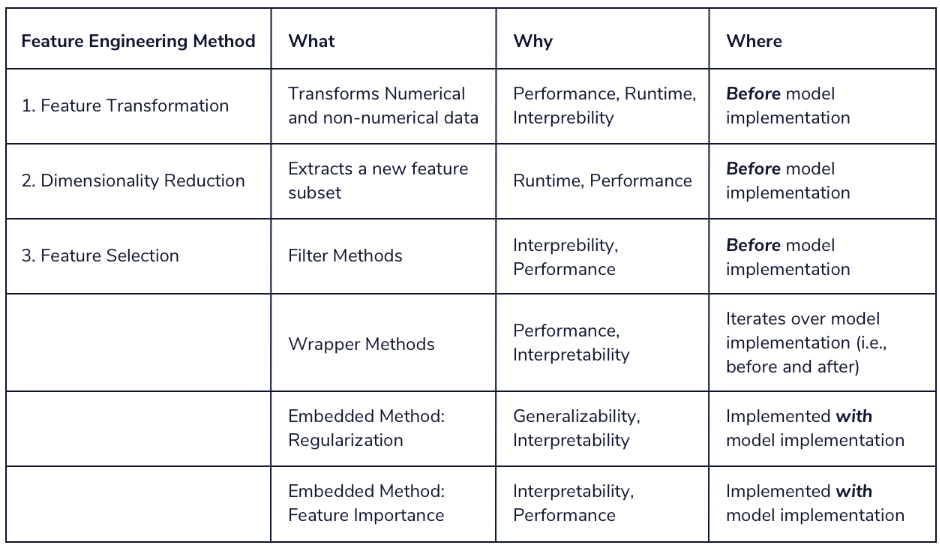 Feature Engineering Method
What
Why
Where
1. Feature Transformation
Transforms Numerical
and non-numerical data
Performance, Runtime,
Interprebility
Before model
implementation
2. Dimensionality Reduction
Extracts a new feature
subset
Runtime, Performance
Before model
implementation
3. Feature Selection
Filter Methods
Interprebility,
Performance
Before model
implementation
Wrapper Methods
Performance,
Interpretability
Iterates over model
implementation (i.e.,
before and after)
Embedded Method:
Regularization
Generalizability,
Interpretability
Implemented with
model implementation
Embedded Method:
Feature Importance
Interpretability,
Performance
Implemented with
model implementation